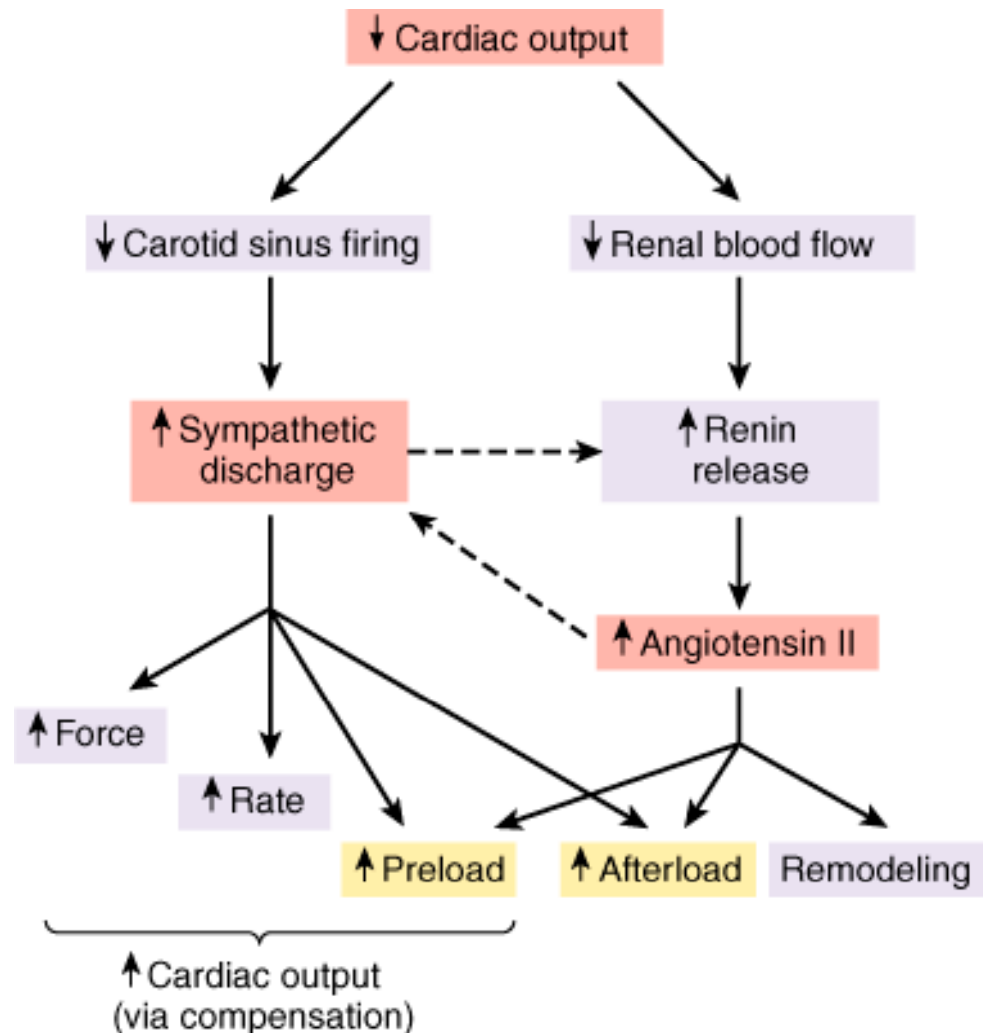 ↓ Cardiac output
↓ Carotid sinus firing
↓ Renal blood flow
↑ Sympathetic
discharge
↑ Renin
release
↑ Angiotensin II
↑ Force
↑ Rate
↑ Preload
↑ Afterload
Remodeling
↑ Cardiac output
(via compensation)